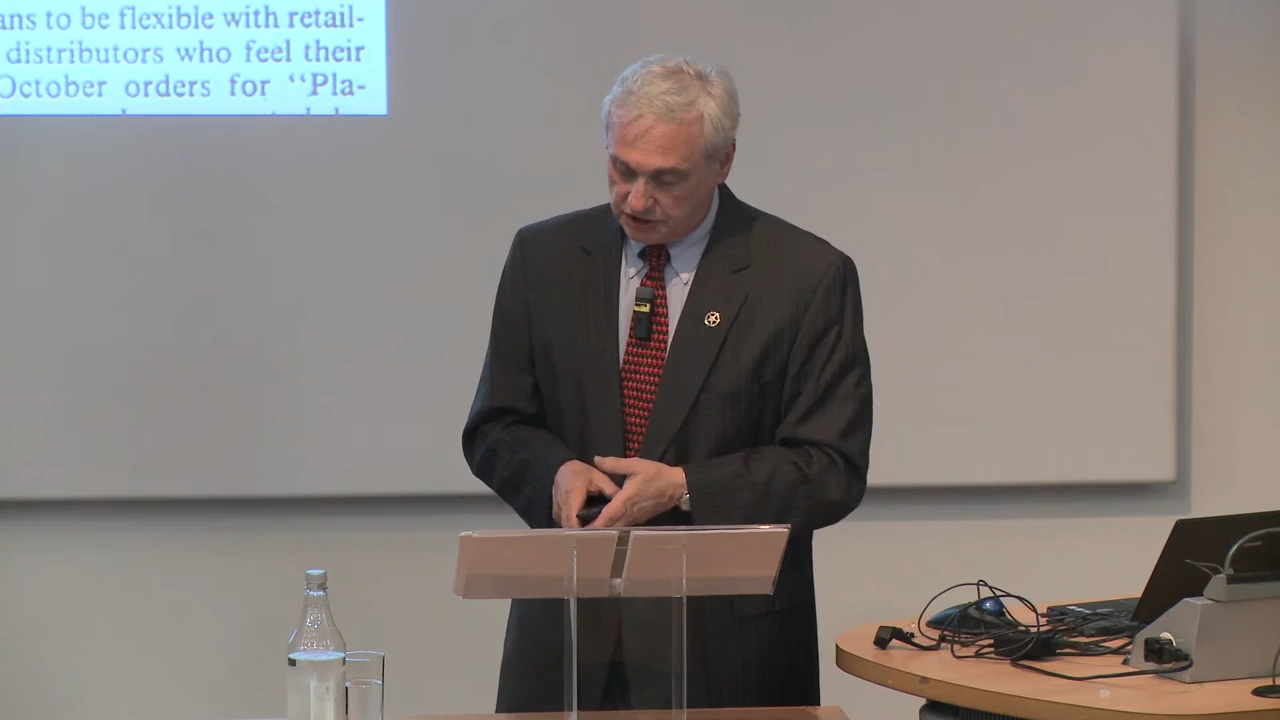 ans to be flexible with retail-
distributors who feel their
October orders for "Pla-